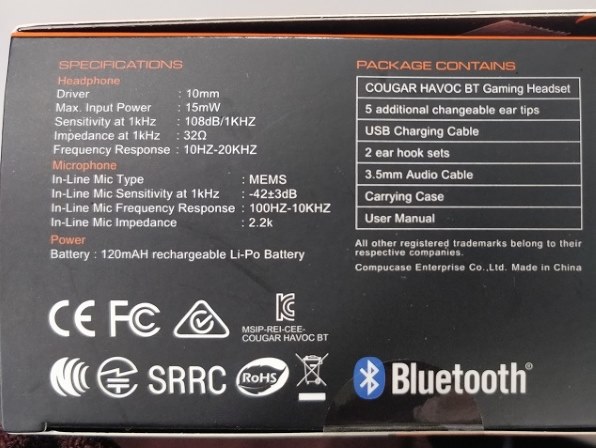 SPECIFICATIONS
Headphone
Driver : 10mm
Max. Input Power : 15mW
Sensitivity at 1kHz : 108dB/1KHZ
Impedance at 1kHz : 32Ω
Frequency Response : 10HZ-20KHZ
Microphone
In-Line Mic Type : MEMS
In-Line Mic Sensitivity at 1kHz : -42±3dB
In-Line Mic Frequency Response : 100HZ-10KHZ
In-Line Mic Impedance : 2.2k
Power
Battery : 120mAH rechargeable Li-Po Battery
PACKAGE CONTAINS
COUGAR HAVOC BT Gaming Headset
5 additional changeable ear tips
USB Charging Cable
2 ear hook sets
3.5mm Audio Cable
Carrying Case
User Manual
All other registered trademarks belong to their
respective companies.
Compucase Enterprise Co.,Ltd. Made in China
CE FC
MSIP-REI-CEE-
COUGAR HAVOC BT
SRRC RoHS
Bluetooth®